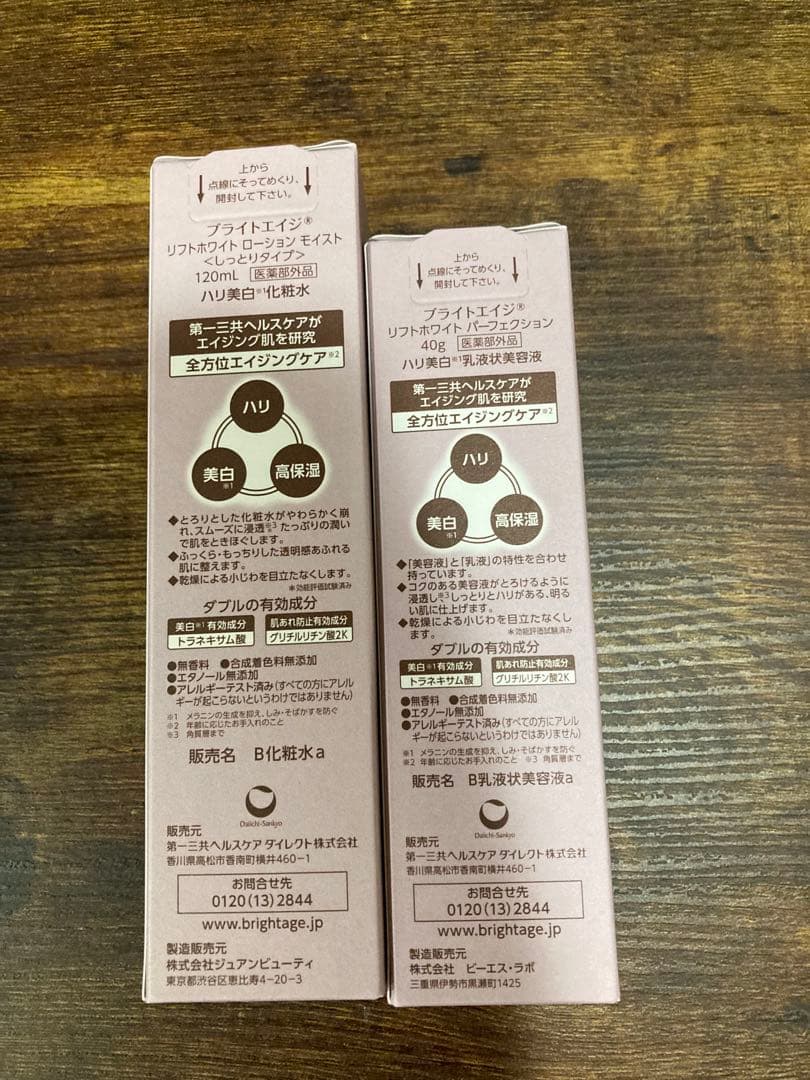 上から
点線にそってめくり、
開封して下さい。
ブライトエイジ®
リフトホワイト ローション モイスト
＜しっとりタイプ＞
120mL 医薬部外品
ハリ美白※1化粧水
第一三共ヘルスケアが
エイジング肌を研究
全方位エイジングケア※2
ハリ
美白※1
高保湿
◆とろりとした化粧水がやわらかく崩
れ、スムーズに浸透※3 たっぷりの潤い
で肌をときほぐします。
◆ふっくら・もっちりした透明感あふれる
肌に整えます。
◆乾燥による小じわを目立たなくします。
＊効能評価試験済み
ダブルの有効成分
美白※1有効成分
トラネキサム酸
肌あれ防止有効成分
グリチルリチン酸2K
●無香料 ●合成着色料無添加
●エタノール無添加
●アレルギーテスト済み(すべての方にアレル
ギーが起こらないというわけではありません)
※1 メラニンの生成を抑え、しみ・そばかすを防ぐ
※2 年齢に応じたお手入れのこと
※3 角質層まで
販売名 B化粧水a
Daiichi-Sankyo
販売元
第一三共ヘルスケア ダイレクト株式会社
香川県高松市香南町横井460−1
お問合せ先
0120(13)2844
www.brightage.jp
製造販売元
株式会社ジュアンビューティ
東京都渋谷区恵比寿4−20−3
上から
点線にそってめくり、
開封して下さい。
ブライトエイジ®
リフトホワイト パーフェクション
40g 医薬部外品
ハリ美白※1乳液状美容液
第一三共ヘルスケアが
エイジング肌を研究
全方位エイジングケア※2
ハリ
美白※1
高保湿
◆「美容液」と「乳液」の特性を合わせ
持っています。
◆コクのある美容液がとろけるように
浸透し※3しっとりとハリがある、明る
い肌に仕上げます。
◆乾燥による小じわを目立たなくし
ます。
＊効能評価試験済み
ダブルの有効成分
美白※1有効成分
トラネキサム酸
肌あれ防止有効成分
グリチルリチン酸2K
●無香料 ●合成着色料無添加
●エタノール無添加
●アレルギーテスト済み(すべての方にアレル
ギーが起こらないというわけではありません)
※1 メラニンの生成を抑え、しみ・そばかすを防ぐ
※2 年齢に応じたお手入れのこと ※3 角質層まで
販売名 B乳液状美容液a
Daiichi-Sankyo
販売元
第一三共ヘルスケア ダイレクト株式会社
香川県高松市香南町横井460−1
お問合せ先
0120(13)2844
www.brightage.jp
製造販売元
株式会社 ピーエス・ラボ
三重県伊勢市黒瀬町1425